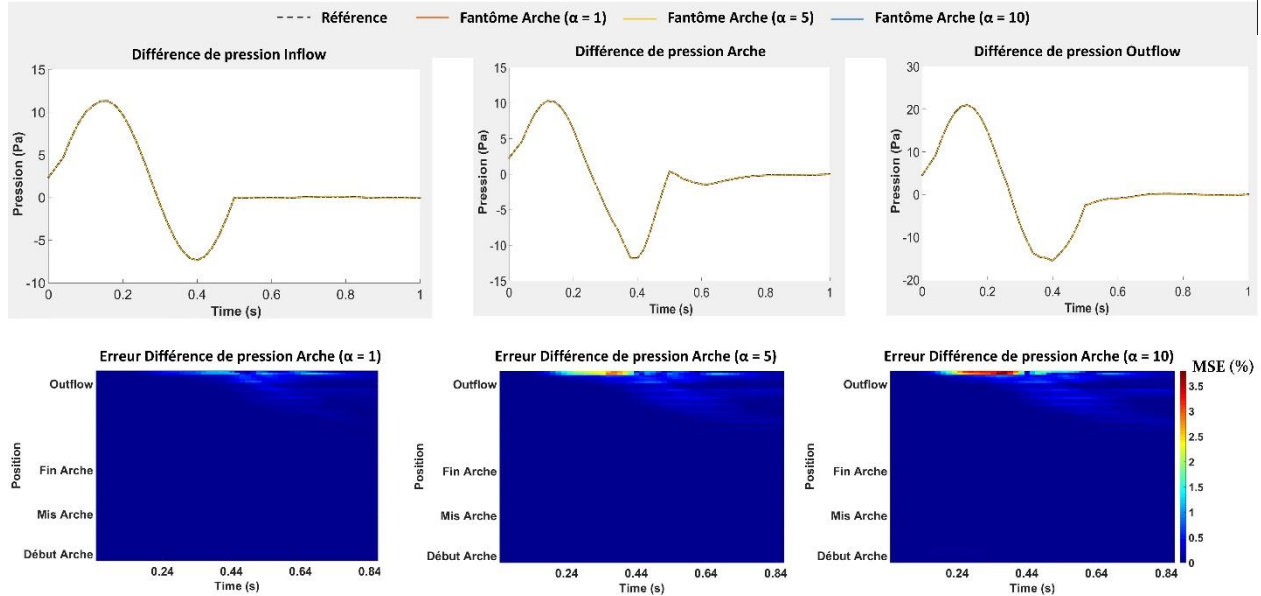 Référence Fantôme Arche (α = 1) Fantôme Arche (α = 5) Fantôme Arche (α = 10)
Différence de pression Inflow
15
10
5
0
-5
-10
Pression (Pa)
0 0.2 0.4 0.6 0.8 1
Time (s)
Différence de pression Arche
15
10
5
0
-5
-10
-15
Pression (Pa)
0 0.2 0.4 0.6 0.8 1
Time (s)
Différence de pression Outflow
30
20
10
0
-10
-20
Pression (Pa)
0 0.2 0.4 0.6 0.8 1
Time (s)
Erreur Différence de pression Arche (α = 1)
Outflow
Fin Arche
Mis Arche
Début Arche
Position
0.24 0.44 0.64 0.84
Time (s)
Erreur Différence de pression Arche (α = 5)
Outflow
Fin Arche
Mis Arche
Début Arche
Position
0.24 0.44 0.64 0.84
Time (s)
Erreur Différence de pression Arche (α = 10)
Outflow
Fin Arche
Mis Arche
Début Arche
Position
0.24 0.44 0.64 0.84
Time (s)
MSE (%)
3.5
3
2.5
2
1.5
1
0.5
0